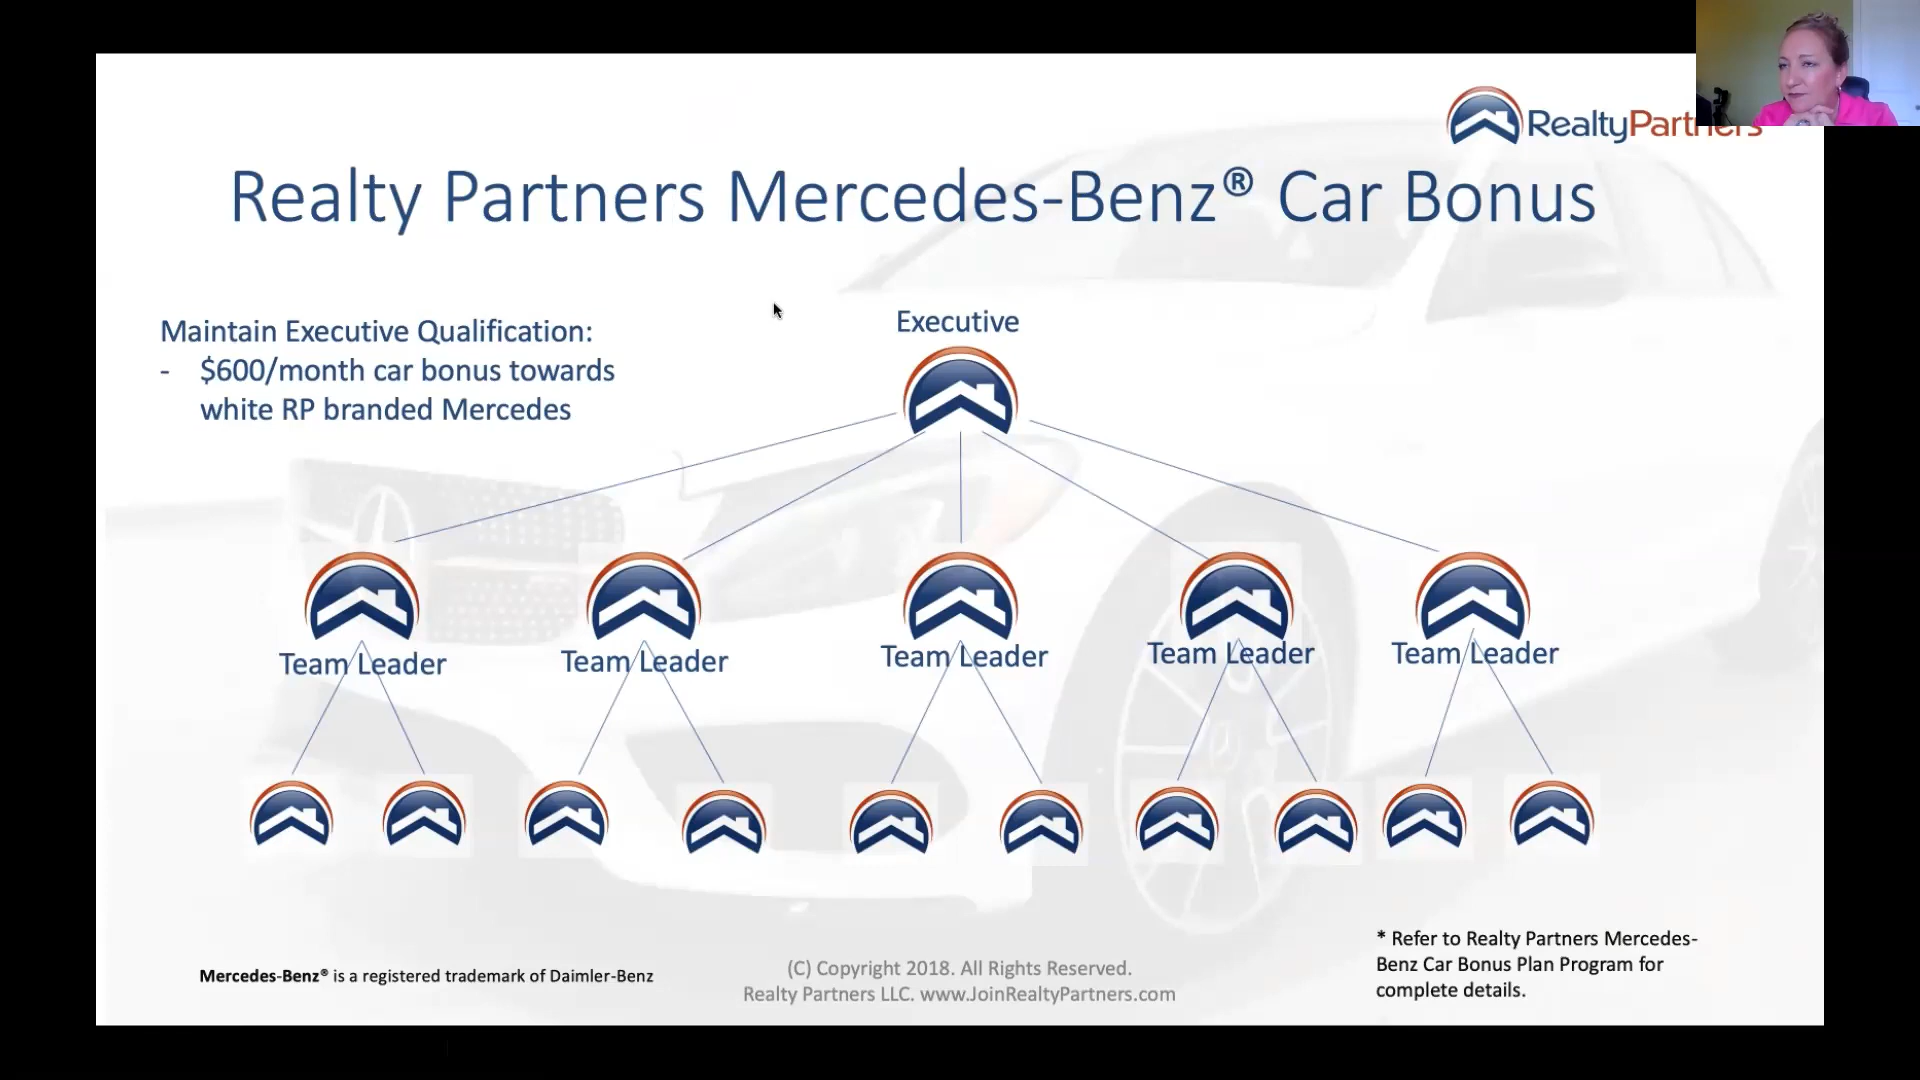 RealtyPartners
Realty Partners Mercedes-Benz® Car Bonus
Maintain Executive Qualification:
- $600/month car bonus towards
white RP branded Mercedes
Executive
Team Leader
Team Leader
Team Leader
Team Leader
Team Leader
* Refer to Realty Partners Mercedes-
Benz Car Bonus Plan Program for
complete details.
Mercedes-Benz® is a registered trademark of Daimler-Benz
(C) Copyright 2018. All Rights Reserved.
Realty Partners LLC. www.JoinRealtyPartners.com